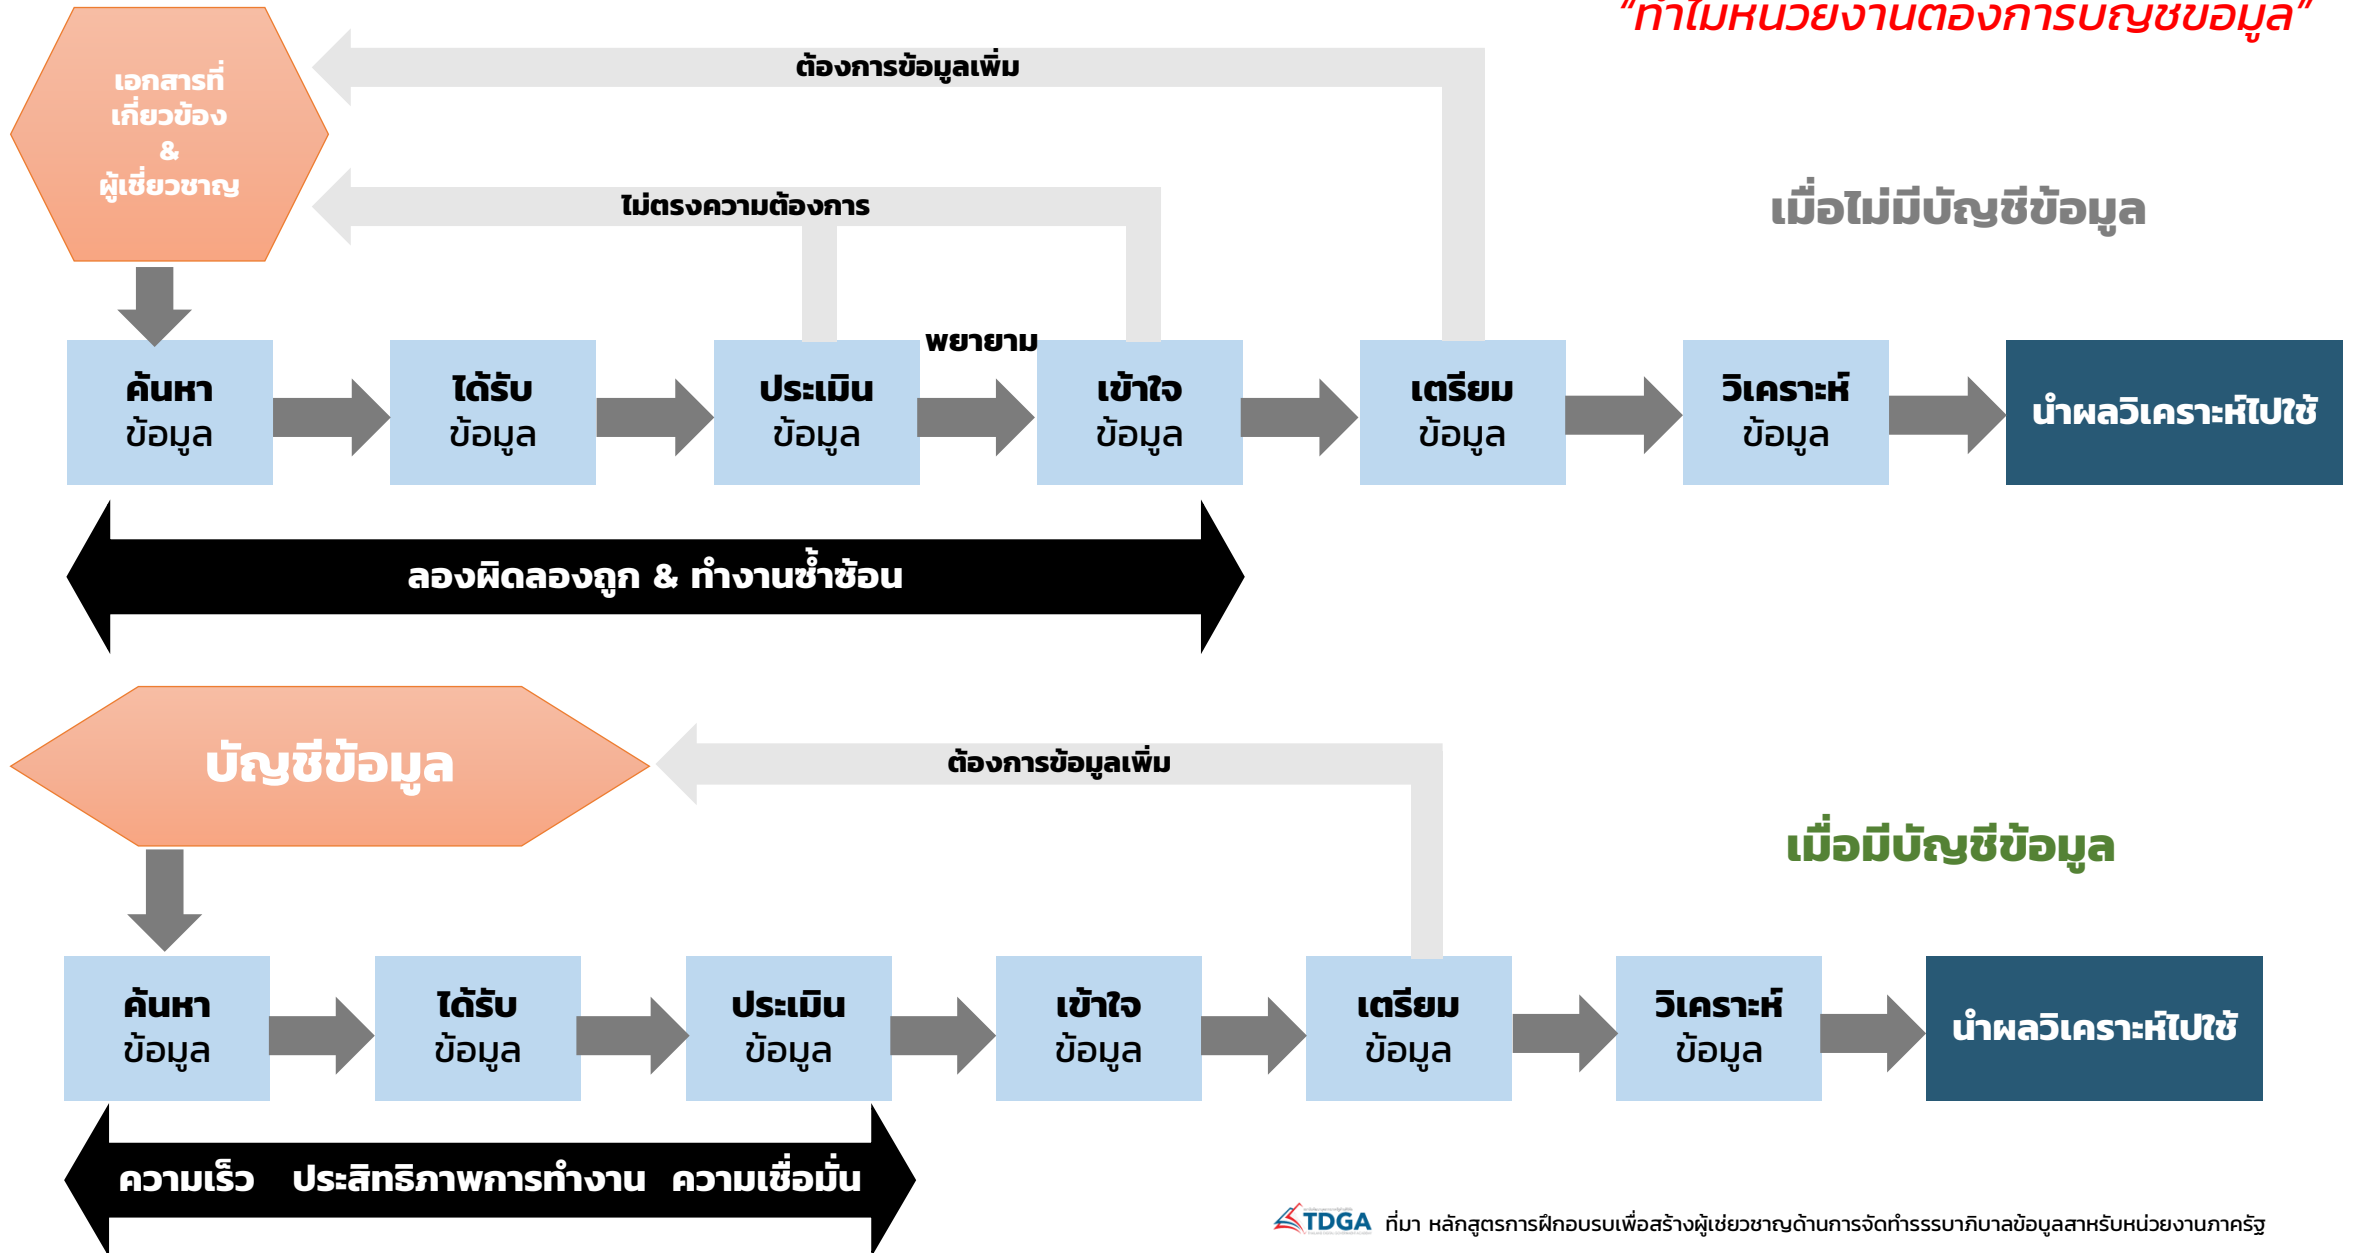 "ทำไมหน่วยงานต้องการบัญชีข้อมูล"
เอกสารที่
เกี่ยวข้อง
&
ผู้เชี่ยวชาญ
ต้องการข้อมูลเพิ่ม
ไม่ตรงความต้องการ
เมื่อไม่มีบัญชีข้อมูล
พยายาม
ค้นหา
ข้อมูล
ได้รับ
ข้อมูล
ประเมิน
ข้อมูล
เข้าใจ
ข้อมูล
เตรียม
ข้อมูล
วิเคราะห์
ข้อมูล
นำผลวิเคราะห์ไปใช้
ลองผิดลองถูก & ทำงานซ้ำซ้อน
บัญชีข้อมูล
ต้องการข้อมูลเพิ่ม
เมื่อมีบัญชีข้อมูล
ค้นหา
ข้อมูล
ได้รับ
ข้อมูล
ประเมิน
ข้อมูล
เข้าใจ
ข้อมูล
เตรียม
ข้อมูล
วิเคราะห์
ข้อมูล
นำผลวิเคราะห์ไปใช้
ความเร็ว ประสิทธิภาพการทำงาน ความเชื่อมั่น
TDGA ที่มา หลักสูตรการฝึกอบรมเพื่อสร้างผู้เช่ยวชาญด้านการจัดทำรรรบาภิบาลข้อบูลสาหรับหน่วยงานภาครัฐ